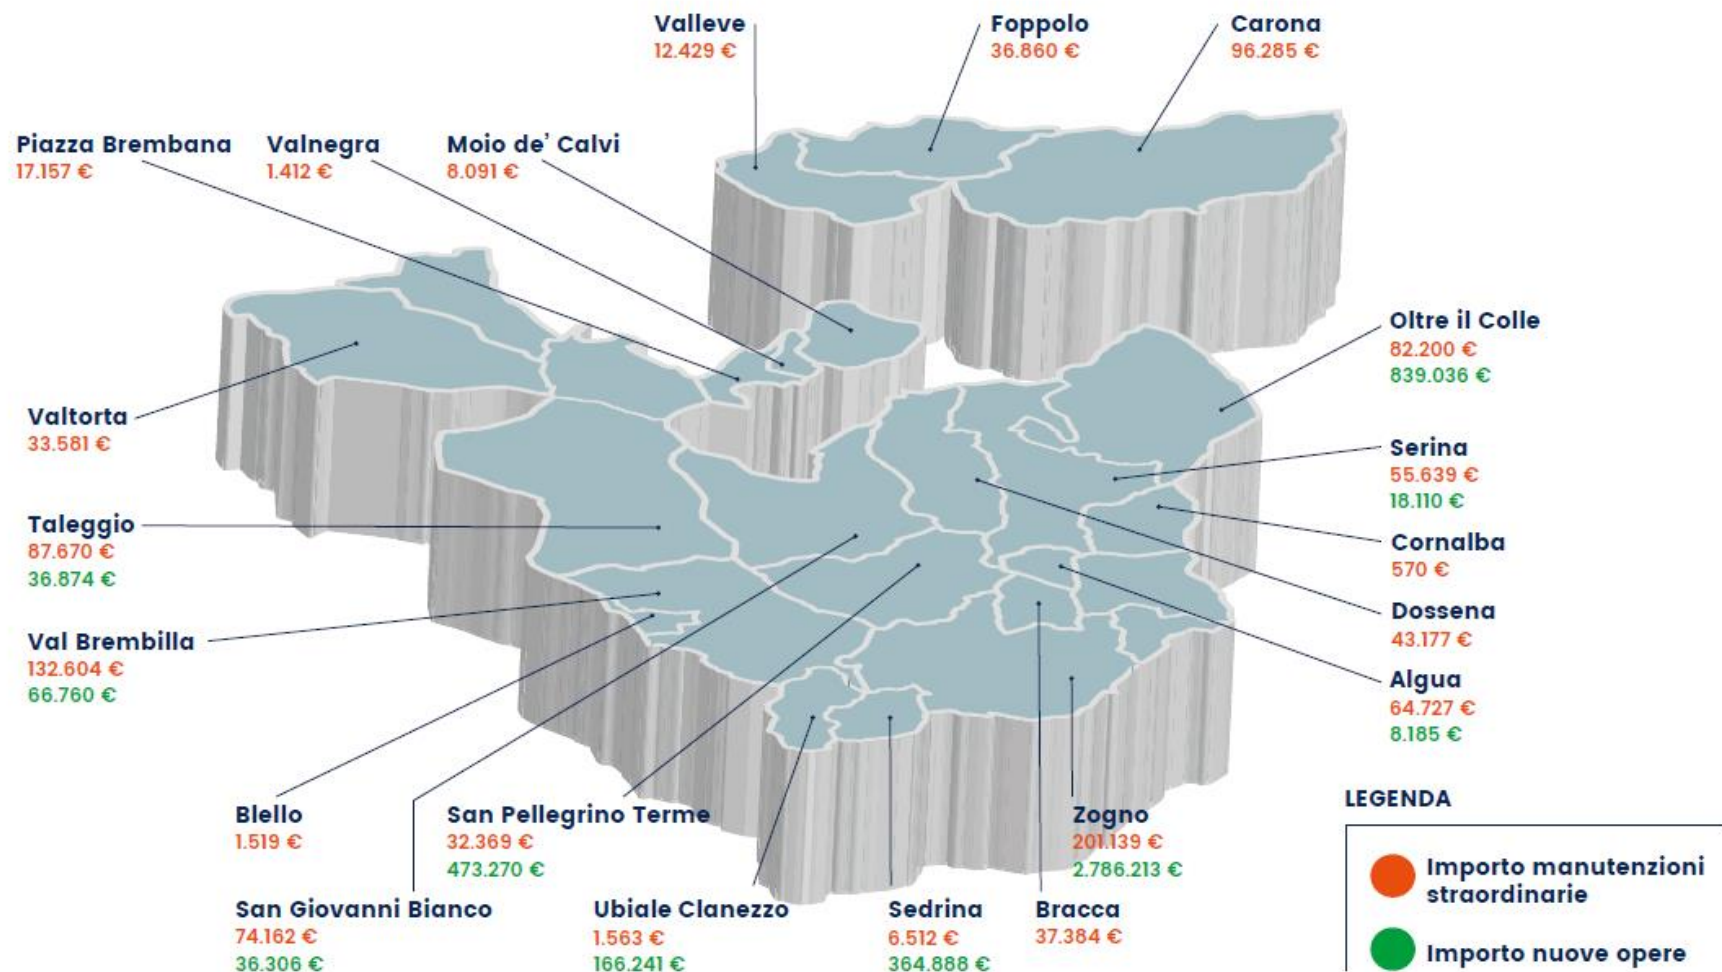 Valleve
12.429 €
Foppolo
36.860 €
Carona
96.285 €
Piazza Brembana
17.157 €
Valnegra
1.412 €
Moio de’ Calvi
8.091 €
Oltre il Colle
82.200 €
839.036 €
Valtorta
33.581 €
Serina
55.639 €
18.110 €
Taleggio
87.670 €
36.874 €
Cornalba
570 €
Dossena
43.177 €
Val Brembilla
132.604 €
66.760 €
Algua
64.727 €
8.185 €
Blello
1.519 €
San Pellegrino Terme
32.369 €
473.270 €
Zogno
201.139 €
2.786.213 €
San Giovanni Bianco
74.162 €
36.306 €
Ubiale Clanezzo
1.563 €
166.241 €
Sedrina
6.512 €
364.888 €
Bracca
37.384 €
LEGENDA
Importo manutenzioni
straordinarie
Importo nuove opere